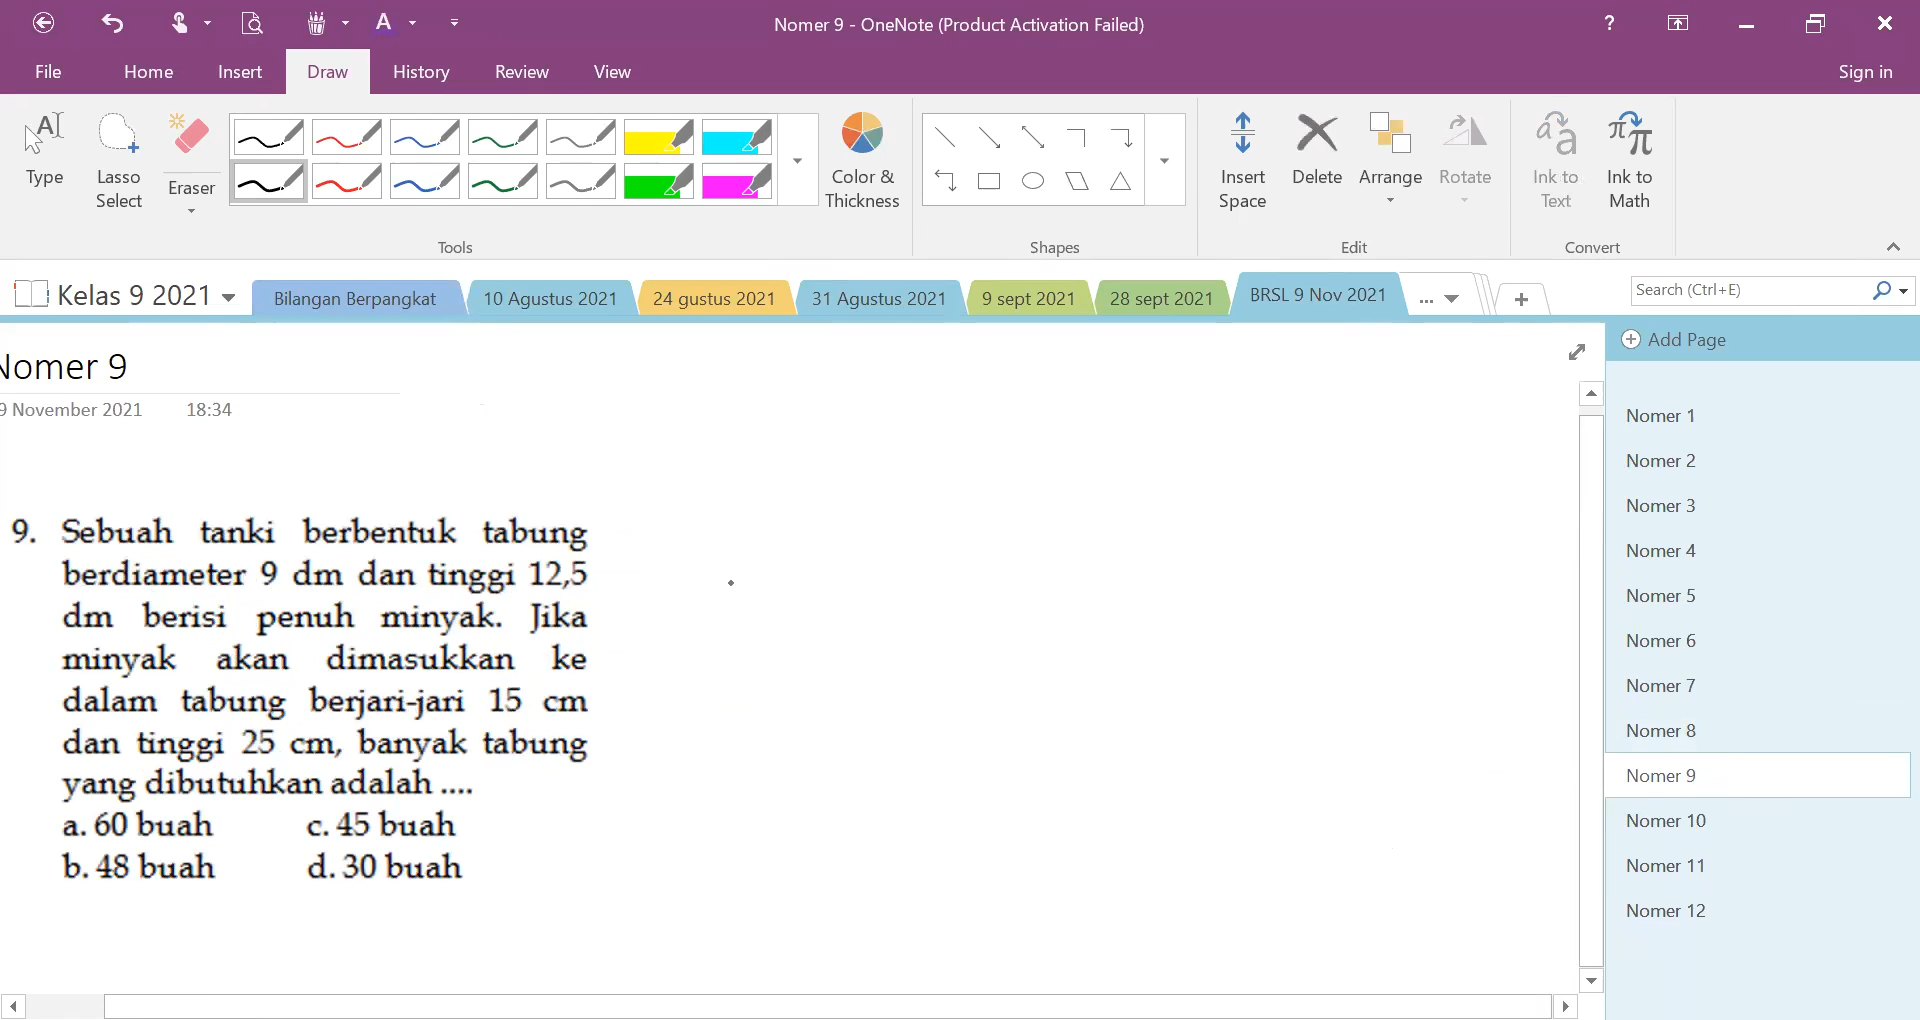 Nomer 9 - OneNote (Product Activation Failed)
?
File Home Insert Draw History Review View Sign in
Type
Lasso Select
Eraser
Color & Thickness
Insert Space
Delete
Arrange
Rotate
Ink to Text
Ink to Math
Tools Shapes Edit Convert
Kelas 9 2021 Bilangan Berpangkat 10 Agustus 2021 24 gustus 2021 31 Agustus 2021 9 sept 2021 28 sept 2021 BRSL 9 Nov 2021 ... Search (Ctrl+E)
Nomer 9
9 November 2021 18:34
9. Sebuah tanki berbentuk tabung
berdiameter 9 dm dan tinggi 12,5
dm berisi penuh minyak. Jika
minyak akan dimasukkan ke
dalam tabung berjari-jari 15 cm
dan tinggi 25 cm, banyak tabung
yang dibutuhkan adalah ....
a. 60 buah c. 45 buah
b. 48 buah d. 30 buah
Add Page
Nomer 1
Nomer 2
Nomer 3
Nomer 4
Nomer 5
Nomer 6
Nomer 7
Nomer 8
Nomer 9
Nomer 10
Nomer 11
Nomer 12